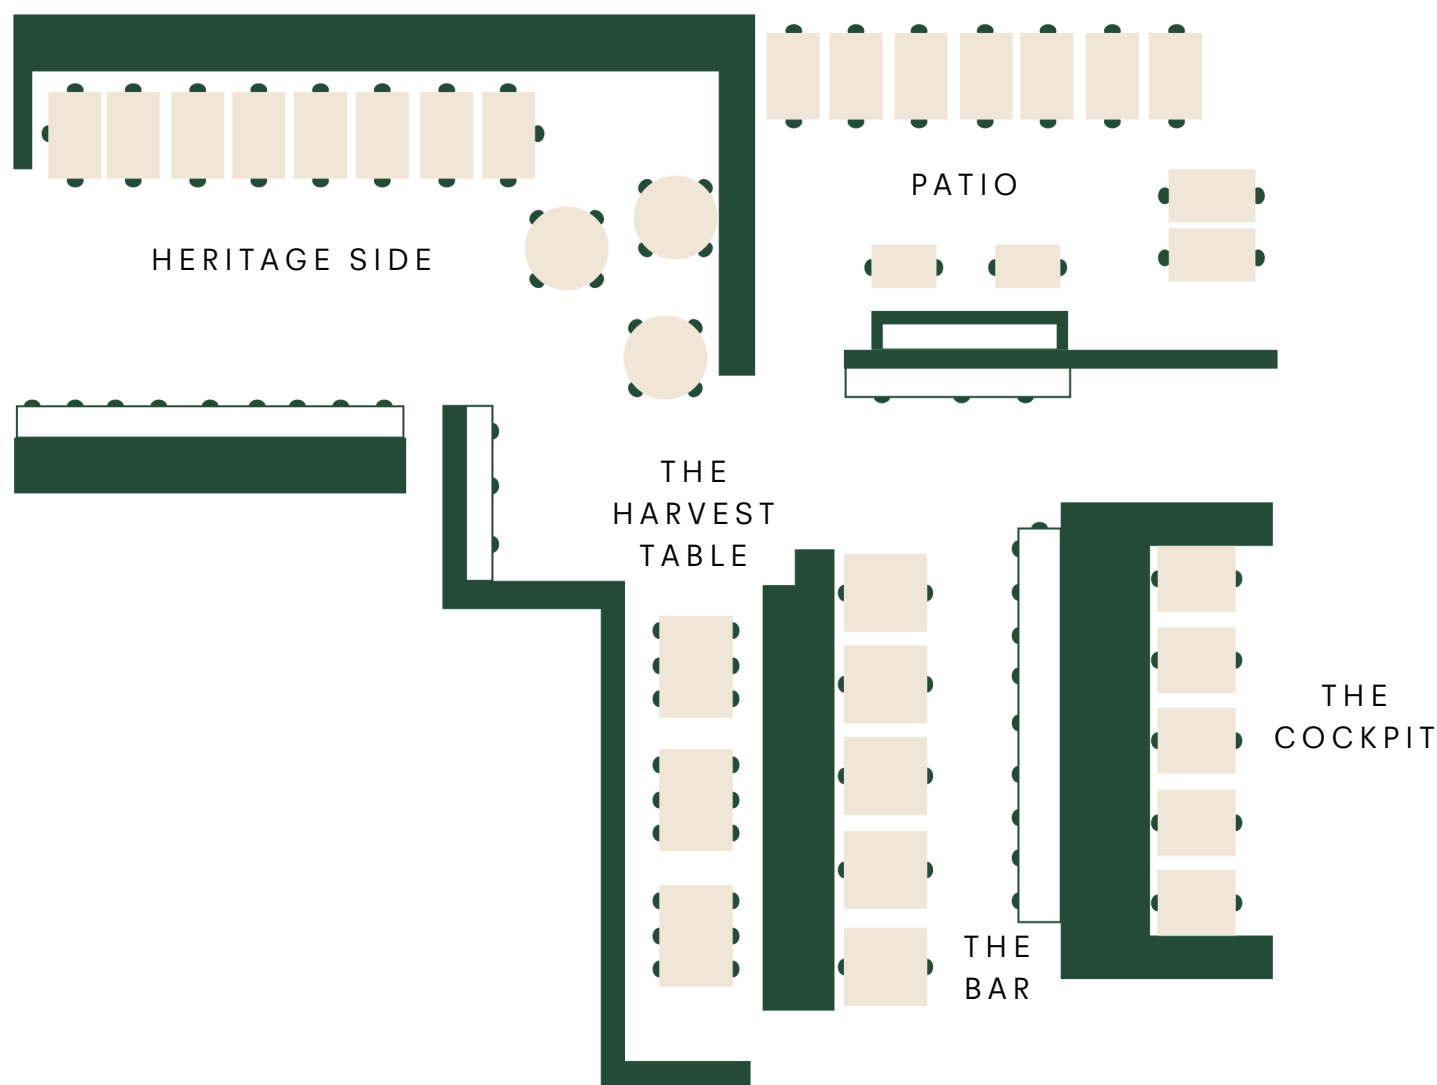 PATIO
HERITAGE SIDE
THE
HARVEST
TABLE
THE
COCKPIT
THE
BAR